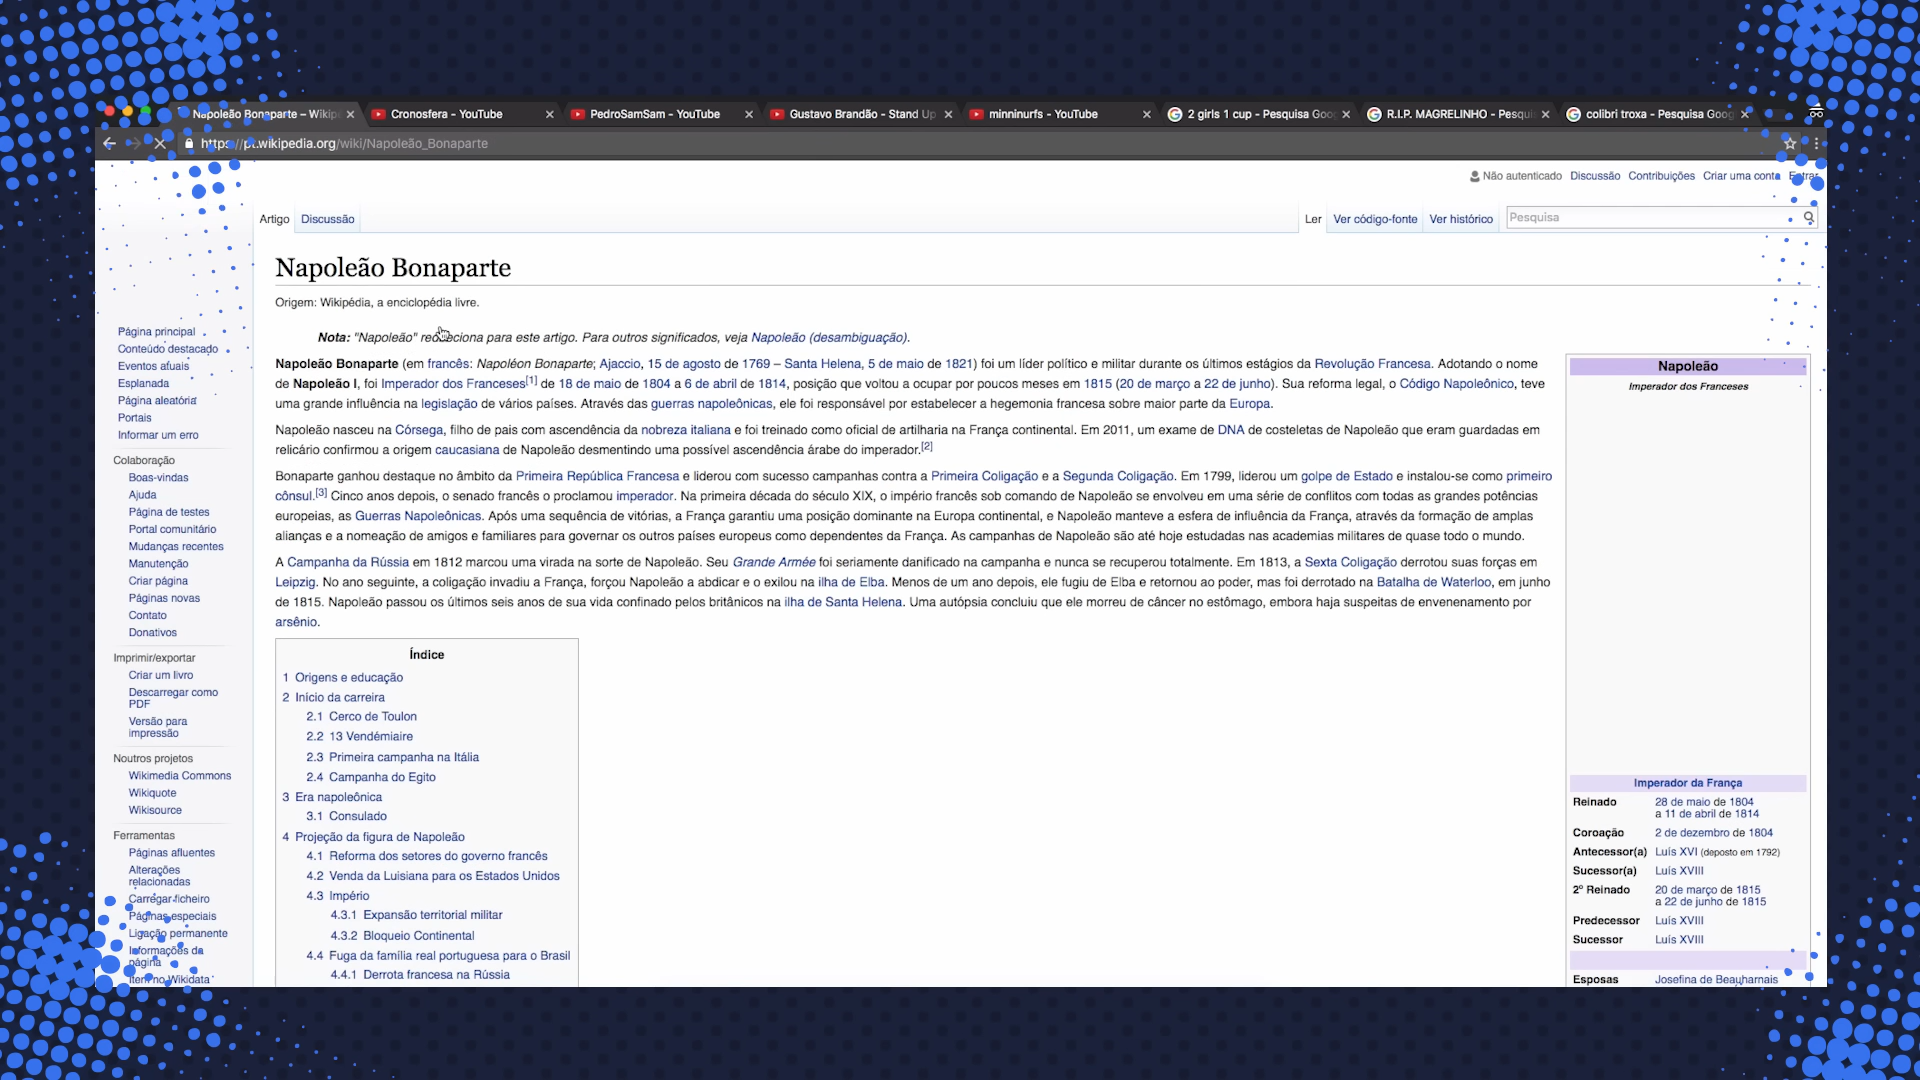 Napoleão Bonaparte – Wikip
Cronosfera - YouTube
PedroSamSam - YouTube
Gustavo Brandão - Stand Up
minninurfs - YouTube
2 girls 1 cup - Pesquisa Goo
R.I.P. MAGRELINHO - Pesqui
colibri troxa - Pesquisa Goog
https://pt.wikipedia.org/wiki/Napoleão_Bonaparte
Não autenticado Discussão Contribuições Criar uma conta Entrar
Artigo Discussão Ler Ver código-fonte Ver histórico Pesquisa
Napoleão Bonaparte
Origem: Wikipédia, a enciclopédia livre.
Nota: "Napoleão" redireciona para este artigo. Para outros significados, veja Napoleão (desambiguação).
Napoleão Bonaparte (em francês: Napoléon Bonaparte; Ajaccio, 15 de agosto de 1769 – Santa Helena, 5 de maio de 1821) foi um líder político e militar durante os últimos estágios da Revolução Francesa. Adotando o nome
de Napoleão I, foi Imperador dos Franceses[1] de 18 de maio de 1804 a 6 de abril de 1814, posição que voltou a ocupar por poucos meses em 1815 (20 de março a 22 de junho). Sua reforma legal, o Código Napoleônico, teve
uma grande influência na legislação de vários países. Através das guerras napoleônicas, ele foi responsável por estabelecer a hegemonia francesa sobre maior parte da Europa.
Napoleão nasceu na Córsega, filho de pais com ascendência da nobreza italiana e foi treinado como oficial de artilharia na França continental. Em 2011, um exame de DNA de costeletas de Napoleão que eram guardadas em
relicário confirmou a origem caucasiana de Napoleão desmentindo uma possível ascendência árabe do imperador.[2]
Bonaparte ganhou destaque no âmbito da Primeira República Francesa e liderou com sucesso campanhas contra a Primeira Coligação e a Segunda Coligação. Em 1799, liderou um golpe de Estado e instalou-se como primeiro
cônsul.[3] Cinco anos depois, o senado francês o proclamou imperador. Na primeira década do século XIX, o império francês sob comando de Napoleão se envolveu em uma série de conflitos com todas as grandes potências
europeias, as Guerras Napoleônicas. Após uma sequência de vitórias, a França garantiu uma posição dominante na Europa continental, e Napoleão manteve a esfera de influência da França, através da formação de amplas
alianças e a nomeação de amigos e familiares para governar os outros países europeus como dependentes da França. As campanhas de Napoleão são até hoje estudadas nas academias militares de quase todo o mundo.
A Campanha da Rússia em 1812 marcou uma virada na sorte de Napoleão. Seu Grande Armée foi seriamente danificado na campanha e nunca se recuperou totalmente. Em 1813, a Sexta Coligação derrotou suas forças em
Leipzig. No ano seguinte, a coligação invadiu a França, forçou Napoleão a abdicar e o exilou na ilha de Elba. Menos de um ano depois, ele fugiu de Elba e retornou ao poder, mas foi derrotado na Batalha de Waterloo, em junho
de 1815. Napoleão passou os últimos seis anos de sua vida confinado pelos britânicos na ilha de Santa Helena. Uma autópsia concluiu que ele morreu de câncer no estômago, embora haja suspeitas de envenenamento por
arsênio.
Índice
1 Origens e educação
2 Início da carreira
2.1 Cerco de Toulon
2.2 13 Vendémiaire
2.3 Primeira campanha na Itália
2.4 Campanha do Egito
3 Era napoleônica
3.1 Consulado
4 Projeção da figura de Napoleão
4.1 Reforma dos setores do governo francês
4.2 Venda da Luisiana para os Estados Unidos
4.3 Império
4.3.1 Expansão territorial militar
4.3.2 Bloqueio Continental
4.4 Fuga da família real portuguesa para o Brasil
4.4.1 Derrota francesa na Rússia
Página principal
Conteúdo destacado
Eventos atuais
Esplanada
Página aleatória
Portais
Informar um erro
Colaboração
Boas-vindas
Ajuda
Página de testes
Portal comunitário
Mudanças recentes
Manutenção
Criar página
Páginas novas
Contato
Donativos
Imprimir/exportar
Criar um livro
Descarregar como
PDF
Versão para
impressão
Noutros projetos
Wikimedia Commons
Wikiquote
Wikisource
Ferramentas
Páginas afluentes
Alterações
relacionadas
Carregar ficheiro
Páginas especiais
Ligação permanente
Informações da
página
Item no Wikidata
Napoleão
Imperador dos Franceses
Imperador da França
Reinado 28 de maio de 1804
a 11 de abril de 1814
Coroação 2 de dezembro de 1804
Antecessor(a) Luís XVI (deposto em 1792)
Sucessor(a) Luís XVIII
2º Reinado 20 de março de 1815
a 22 de junho de 1815
Predecessor Luís XVIII
Sucessor Luís XVIII
Esposas Josefina de Beauharnais